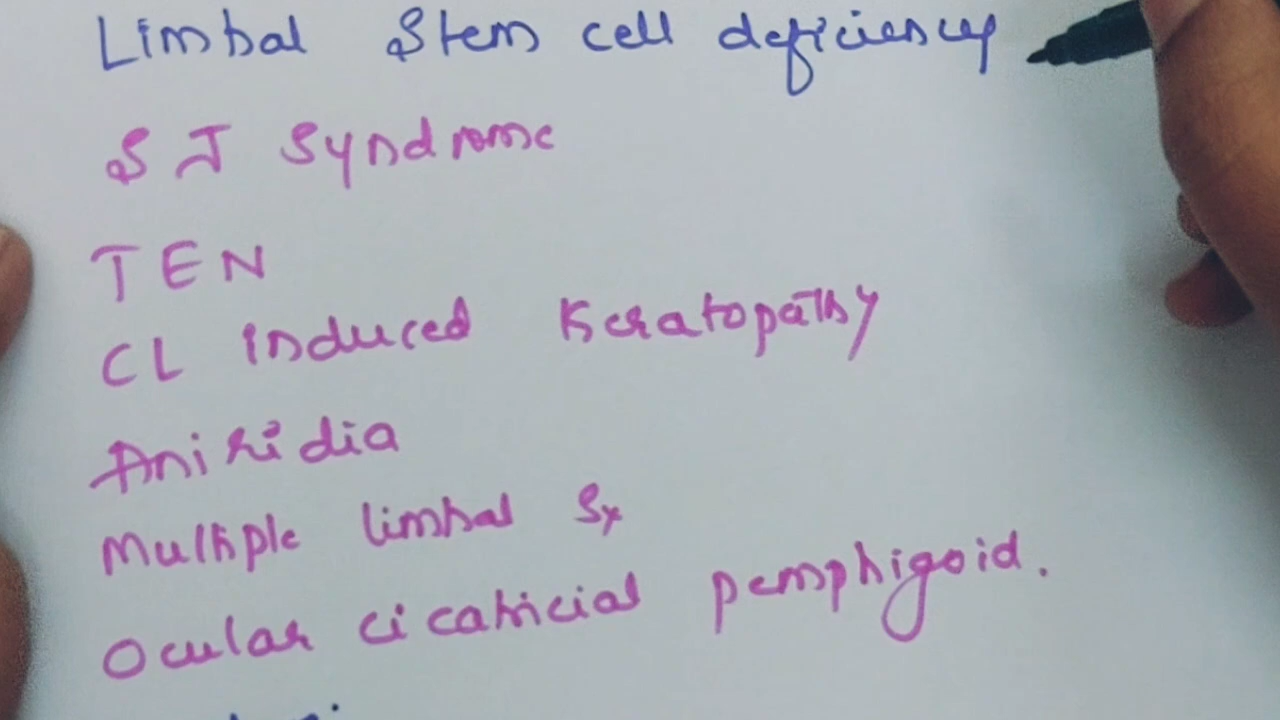 Limbal Stem cell deficiency
S J Syndrome
TEN
CL induced Keratopathy
Aniridia
Multiple limbal Sx
Ocular cicatricial pemphigoid.